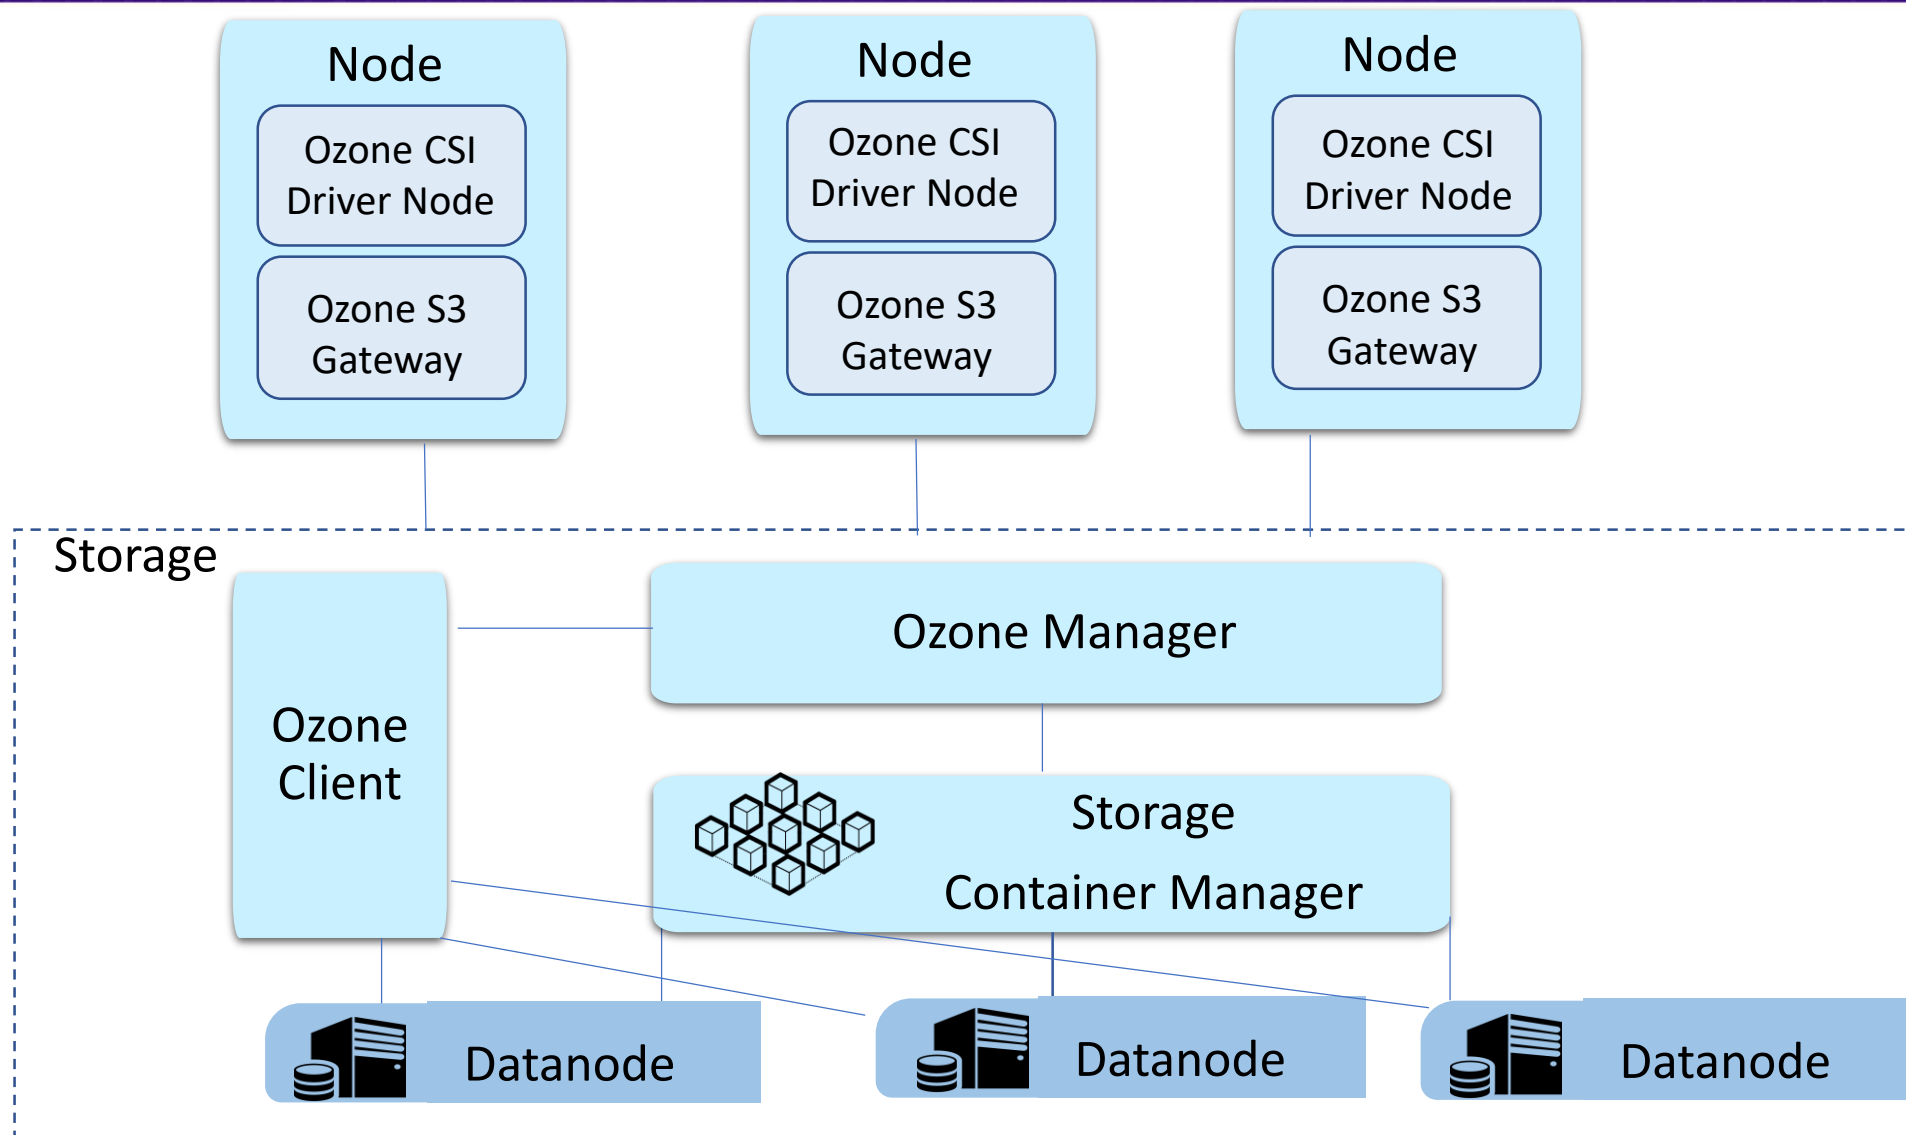 Node
Ozone CSI
Driver Node
Ozone S3
Gateway
Node
Ozone CSI
Driver Node
Ozone S3
Gateway
Node
Ozone CSI
Driver Node
Ozone S3
Gateway
Storage
Ozone
Client
Ozone Manager
Storage
Container Manager
Datanode
Datanode
Datanode